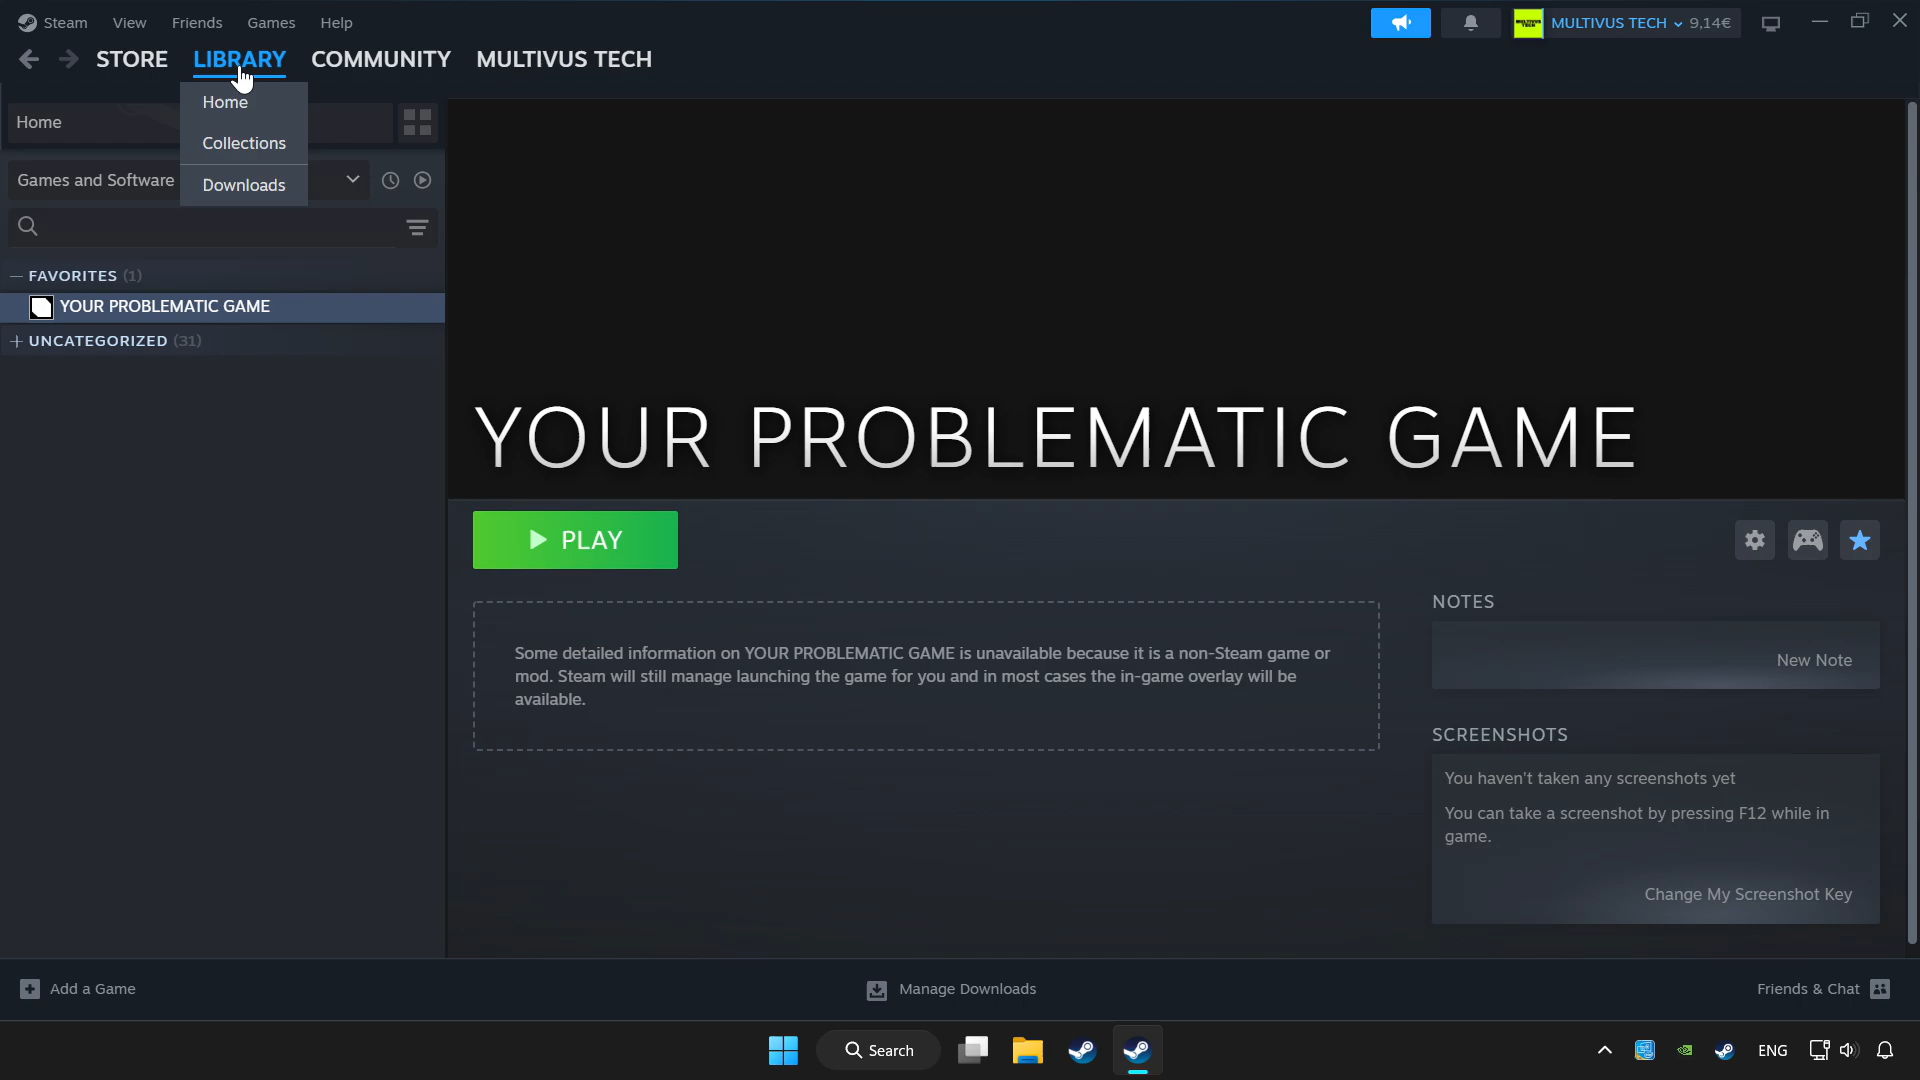 Steam View Friends Games Help
MULTIVUS TECH 9,14€
STORE LIBRARY COMMUNITY MULTIVUS TECH
Home
Collections
Downloads
Home
Games and Software
— FAVORITES (1)
YOUR PROBLEMATIC GAME
+ UNCATEGORIZED (31)
YOUR PROBLEMATIC GAME
PLAY
Some detailed information on YOUR PROBLEMATIC GAME is unavailable because it is a non-Steam game or
mod. Steam will still manage launching the game for you and in most cases the in-game overlay will be
available.
NOTES
New Note
SCREENSHOTS
You haven't taken any screenshots yet
You can take a screenshot by pressing F12 while in
game.
Change My Screenshot Key
Add a Game
Manage Downloads
Friends & Chat
Search
ENG